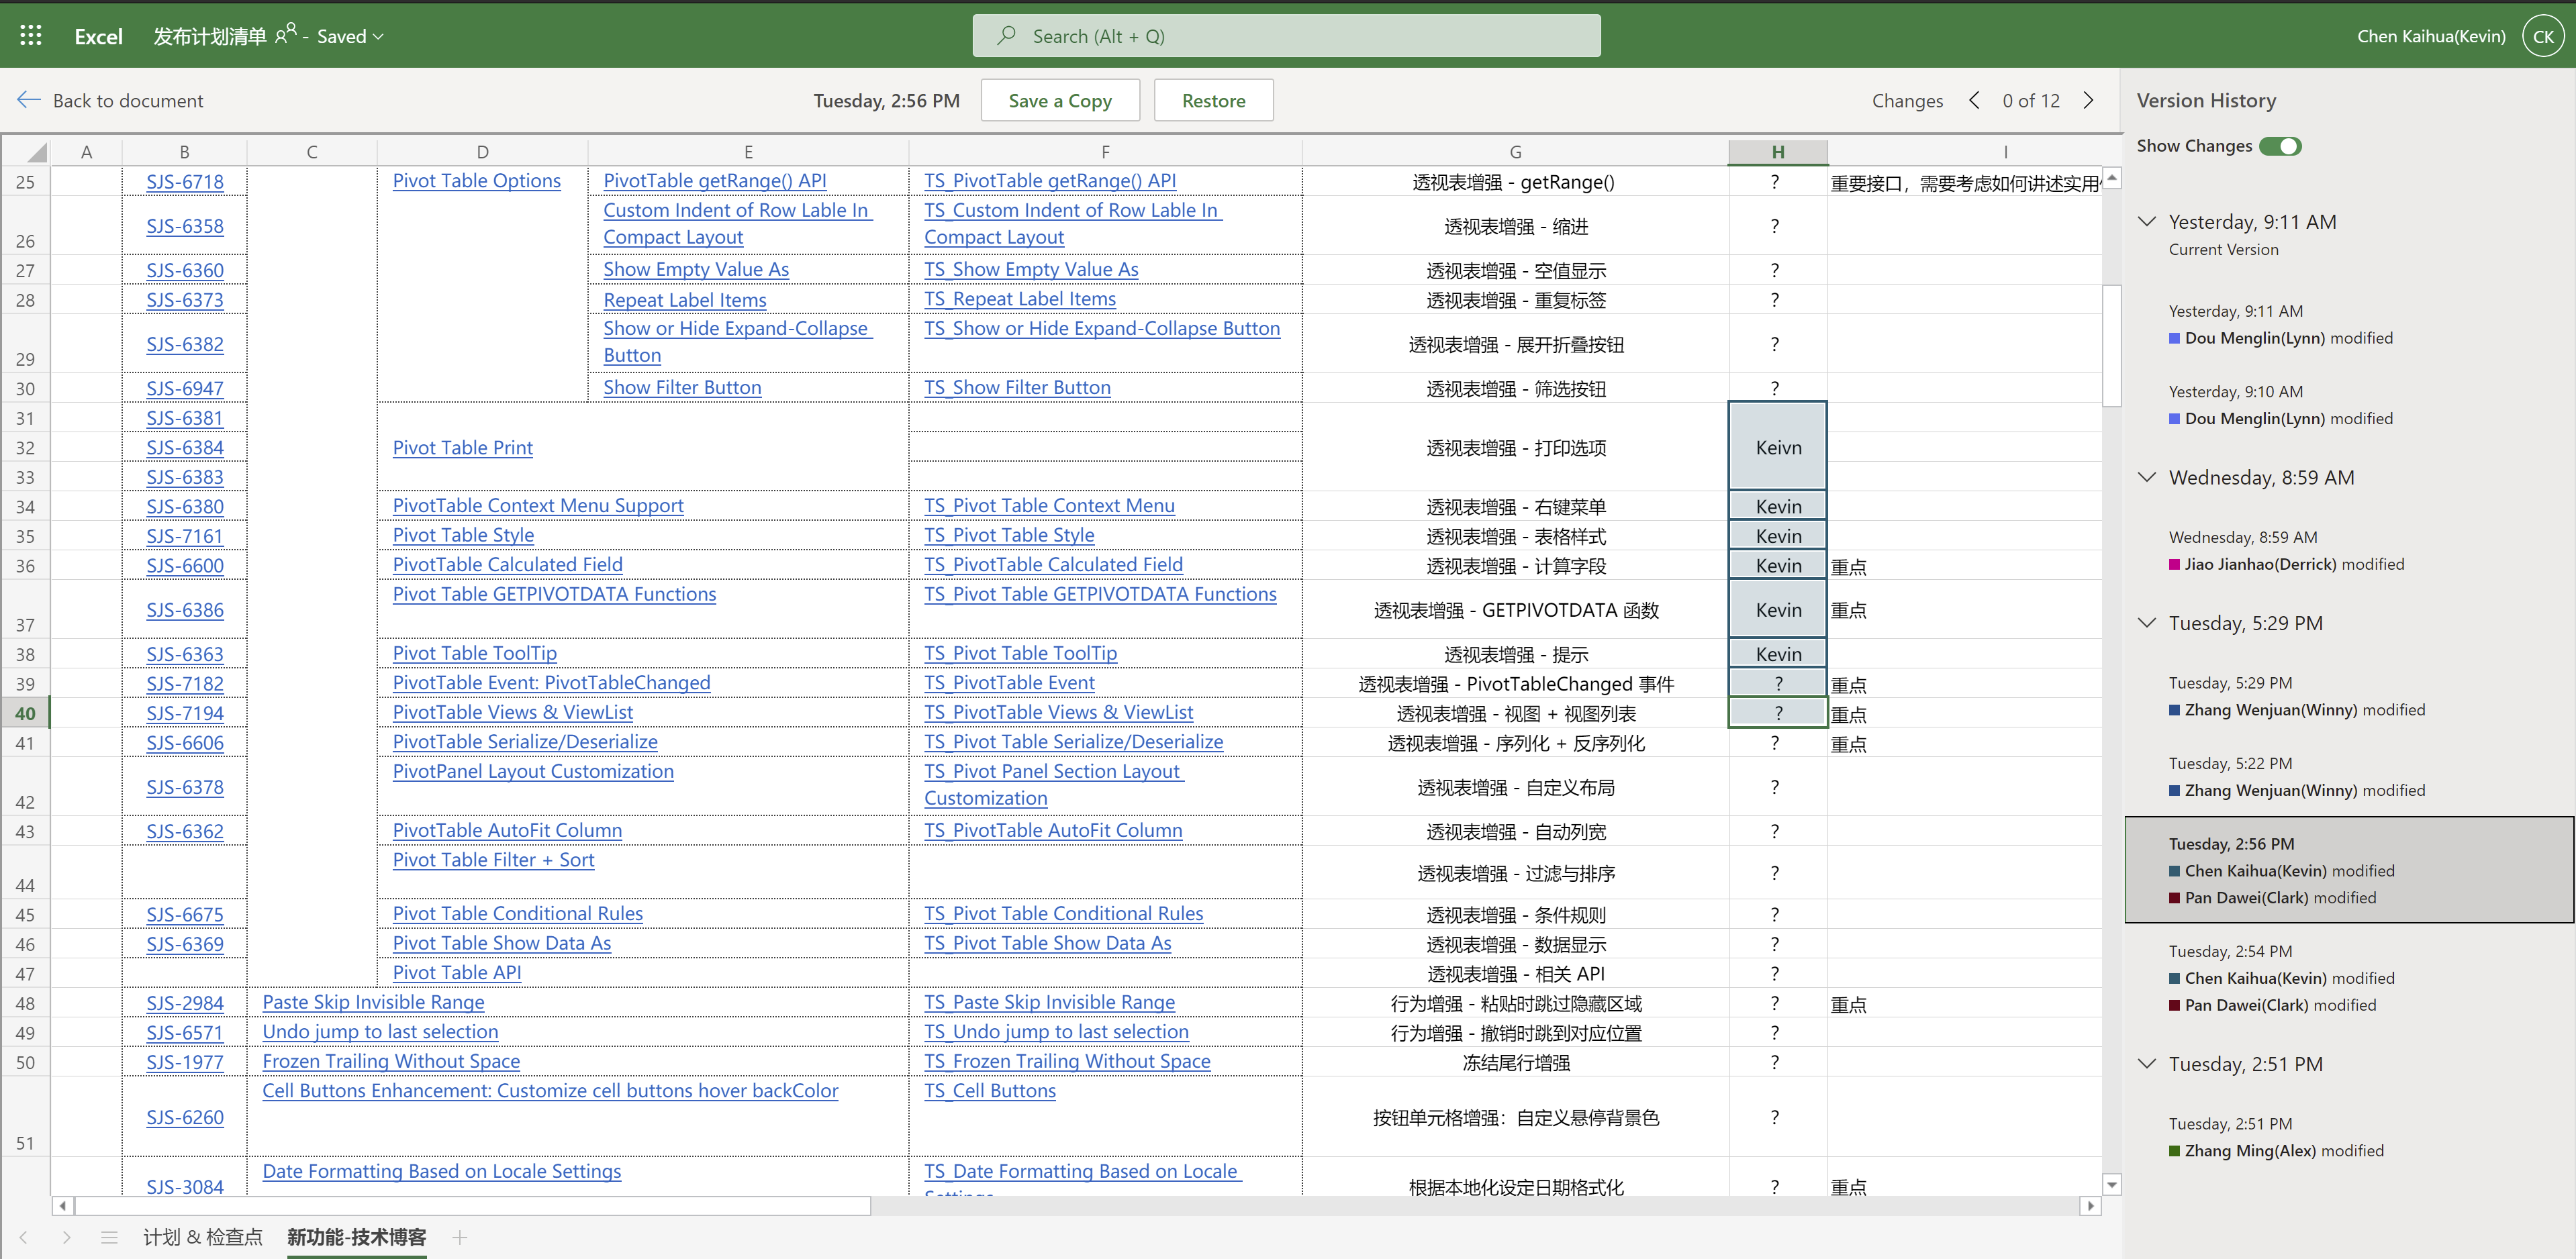 Excel 发布计划清单 - Saved
Search (Alt + Q)
Chen Kaihua(Kevin) CK
Back to document
Tuesday, 2:56 PM Save a Copy Restore
Changes 0 of 12
A B C D E F G H I
25 SJS-6718 Pivot Table Options PivotTable getRange() API TS_PivotTable getRange() API 透视表增强 - getRange() ? 重要接口，需要考虑如何讲述实用
26 SJS-6358 Custom Indent of Row Lable In Compact Layout TS_Custom Indent of Row Lable In Compact Layout 透视表增强 - 缩进 ?
27 SJS-6360 Show Empty Value As TS_Show Empty Value As 透视表增强 - 空值显示 ?
28 SJS-6373 Repeat Label Items TS_Repeat Label Items 透视表增强 - 重复标签 ?
29 SJS-6382 Show or Hide Expand-Collapse Button TS_Show or Hide Expand-Collapse Button 透视表增强 - 展开折叠按钮 ?
30 SJS-6947 Show Filter Button TS_Show Filter Button 透视表增强 - 筛选按钮 ?
31 SJS-6381
32 SJS-6384 Pivot Table Print 透视表增强 - 打印选项 Keivn
33 SJS-6383
34 SJS-6380 PivotTable Context Menu Support TS_Pivot Table Context Menu 透视表增强 - 右键菜单 Kevin
35 SJS-7161 Pivot Table Style TS_Pivot Table Style 透视表增强 - 表格样式 Kevin
36 SJS-6600 PivotTable Calculated Field TS_PivotTable Calculated Field 透视表增强 - 计算字段 Kevin 重点
37 SJS-6386 Pivot Table GETPIVOTDATA Functions TS_Pivot Table GETPIVOTDATA Functions 透视表增强 - GETPIVOTDATA 函数 Kevin 重点
38 SJS-6363 Pivot Table ToolTip TS_Pivot Table ToolTip 透视表增强 - 提示 Kevin
39 SJS-7182 PivotTable Event: PivotTableChanged TS_PivotTable Event 透视表增强 - PivotTableChanged 事件 ? 重点
40 SJS-7194 PivotTable Views & ViewList TS_PivotTable Views & ViewList 透视表增强 - 视图 + 视图列表 ? 重点
41 SJS-6606 PivotTable Serialize/Deserialize TS_Pivot Table Serialize/Deserialize 透视表增强 - 序列化 + 反序列化 ? 重点
42 SJS-6378 PivotPanel Layout Customization TS_Pivot Panel Section Layout Customization 透视表增强 - 自定义布局 ?
43 SJS-6362 PivotTable AutoFit Column TS_PivotTable AutoFit Column 透视表增强 - 自动列宽 ?
44 Pivot Table Filter + Sort 透视表增强 - 过滤与排序 ?
45 SJS-6675 Pivot Table Conditional Rules TS_Pivot Table Conditional Rules 透视表增强 - 条件规则 ?
46 SJS-6369 Pivot Table Show Data As TS_Pivot Table Show Data As 透视表增强 - 数据显示 ?
47 Pivot Table API 透视表增强 - 相关 API ?
48 SJS-2984 Paste Skip Invisible Range TS_Paste Skip Invisible Range 行为增强 - 粘贴时跳过隐藏区域 ? 重点
49 SJS-6571 Undo jump to last selection TS_Undo jump to last selection 行为增强 - 撤销时跳到对应位置 ?
50 SJS-1977 Frozen Trailing Without Space TS_Frozen Trailing Without Space 冻结尾行增强 ?
51 SJS-6260 Cell Buttons Enhancement: Customize cell buttons hover backColor TS_Cell Buttons 按钮单元格增强：自定义悬停背景色 ?
SJS-3084 Date Formatting Based on Locale Settings TS_Date Formatting Based on Locale 根据本地化设定日期格式化 ? 重点
计划 & 检查点 新功能-技术博客
Version History
Show Changes
Yesterday, 9:11 AM
Current Version
Yesterday, 9:11 AM
Dou Menglin(Lynn) modified
Yesterday, 9:10 AM
Dou Menglin(Lynn) modified
Wednesday, 8:59 AM
Wednesday, 8:59 AM
Jiao Jianhao(Derrick) modified
Tuesday, 5:29 PM
Tuesday, 5:29 PM
Zhang Wenjuan(Winny) modified
Tuesday, 5:22 PM
Zhang Wenjuan(Winny) modified
Tuesday, 2:56 PM
Chen Kaihua(Kevin) modified
Pan Dawei(Clark) modified
Tuesday, 2:54 PM
Chen Kaihua(Kevin) modified
Pan Dawei(Clark) modified
Tuesday, 2:51 PM
Tuesday, 2:51 PM
Zhang Ming(Alex) modified